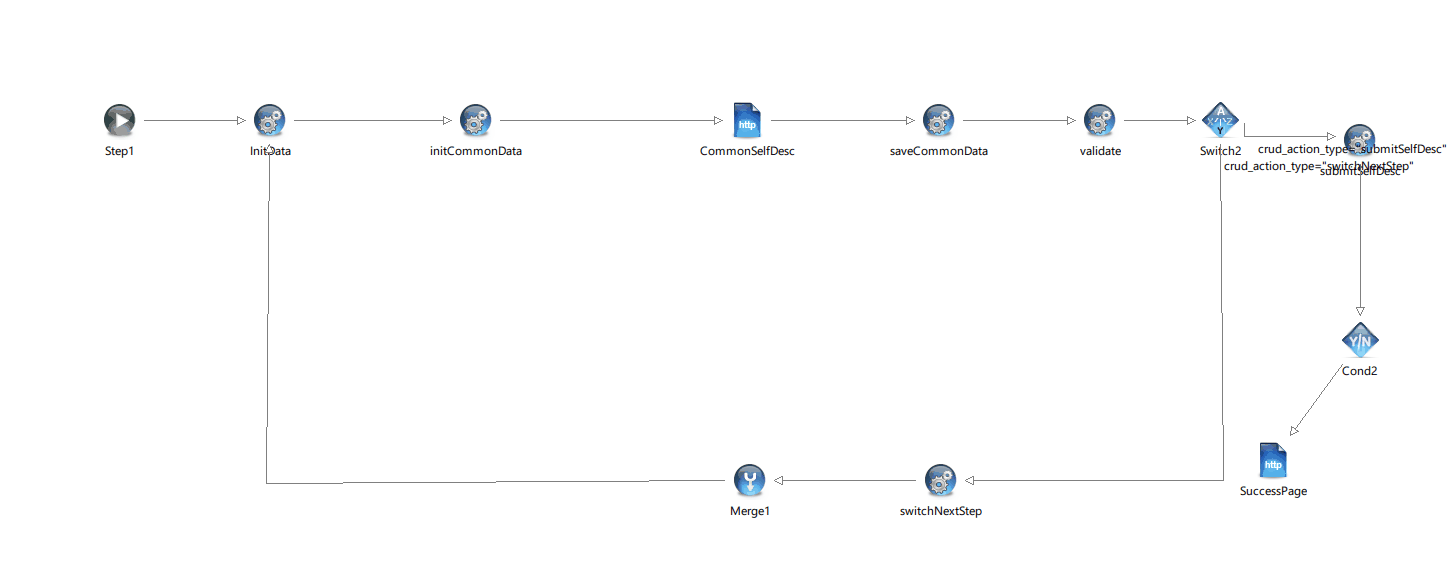 Step1
InitData
initCommonData
http
CommonSelfDesc
saveCommonData
validate
A
X Z
Y
Switch2
crud_action_type="submitSelfDesc"
crud_action_type="switchNextStep"
submitSelfDesc
Y/N
Cond2
http
SuccessPage
Merge1
switchNextStep